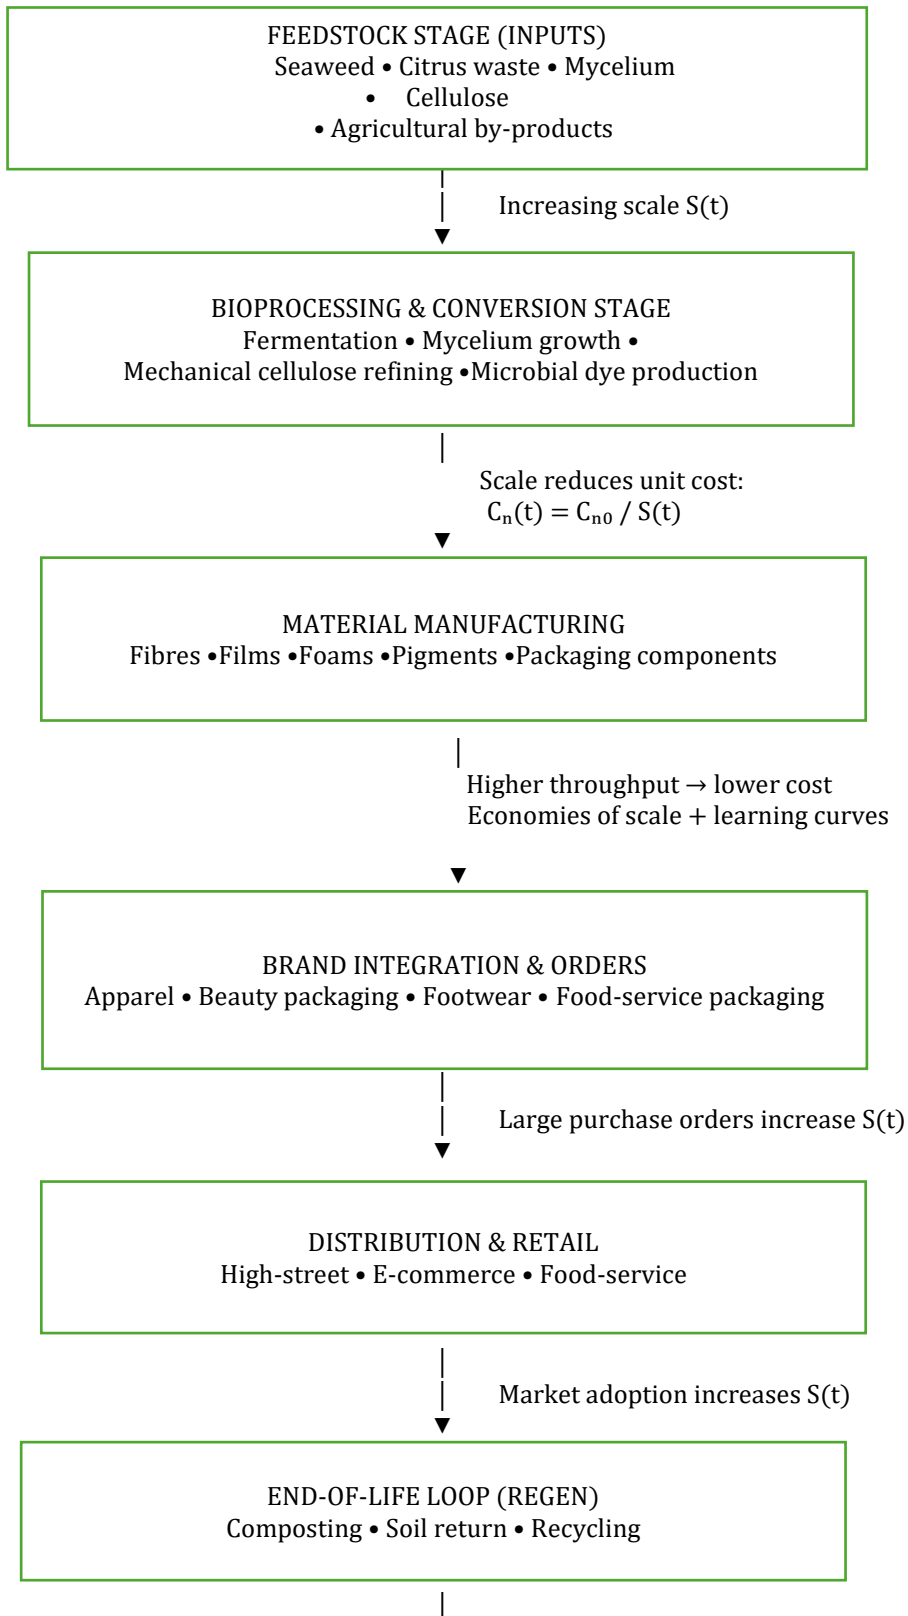 FEEDSTOCK STAGE (INPUTS)
Seaweed • Citrus waste • Mycelium
• Cellulose
• Agricultural by-products
Increasing scale S(t)
BIOPROCESSING & CONVERSION STAGE
Fermentation • Mycelium growth •
Mechanical cellulose refining •Microbial dye production
Scale reduces unit cost:
Cₙ(t) = Cₙ₀ / S(t)
MATERIAL MANUFACTURING
Fibres •Films •Foams •Pigments •Packaging components
Higher throughput → lower cost
Economies of scale + learning curves
BRAND INTEGRATION & ORDERS
Apparel • Beauty packaging • Footwear • Food-service packaging
Large purchase orders increase S(t)
DISTRIBUTION & RETAIL
High-street • E-commerce • Food-service
Market adoption increases S(t)
END-OF-LIFE LOOP (REGEN)
Composting • Soil return • Recycling